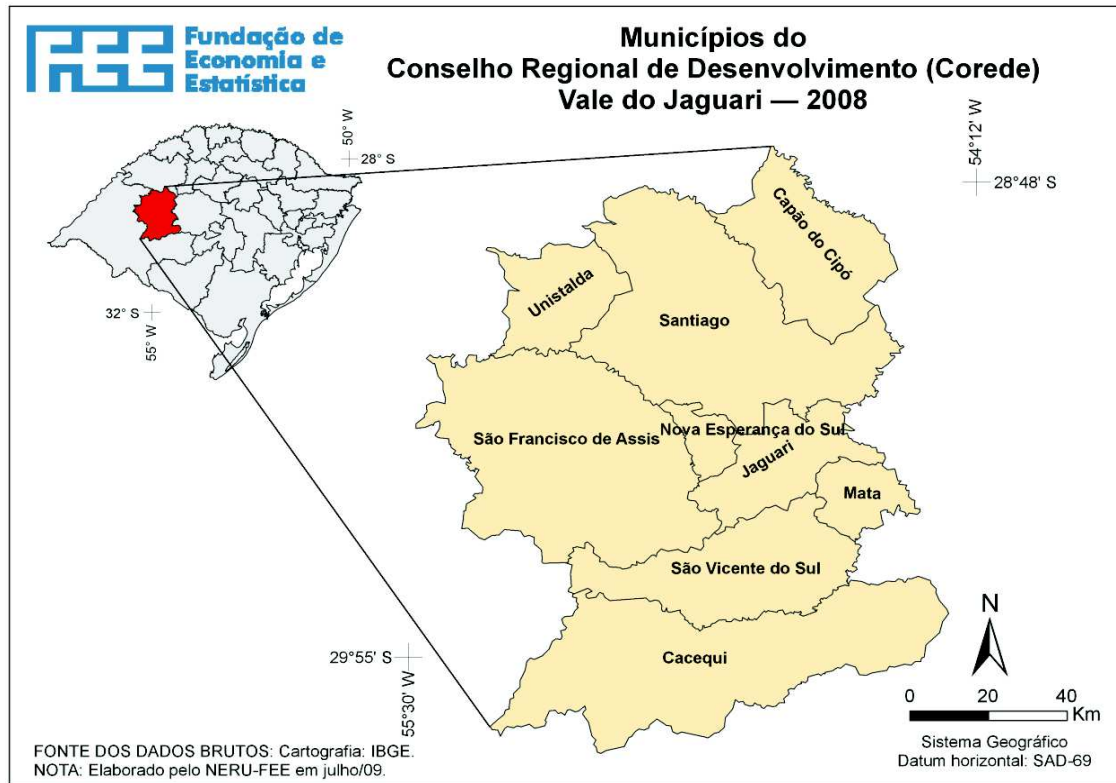 FEE
Fundação de
Economia e
Estatística
Municípios do
Conselho Regional de Desenvolvimento (Corede)
Vale do Jaguari — 2008
50° W
28° S
32° S
55° W
54°12' W
28°48' S
Capão do Cipó
Unistalda
Santiago
São Francisco de Assis
Nova Esperança do Sul
Jaguari
Mata
São Vicente do Sul
Cacequi
29°55' S
55°30' W
N
0 20 40
Km
Sistema Geográfico
Datum horizontal: SAD-69
FONTE DOS DADOS BRUTOS: Cartografia: IBGE.
NOTA: Elaborado pelo NERU-FEE em julho/09.